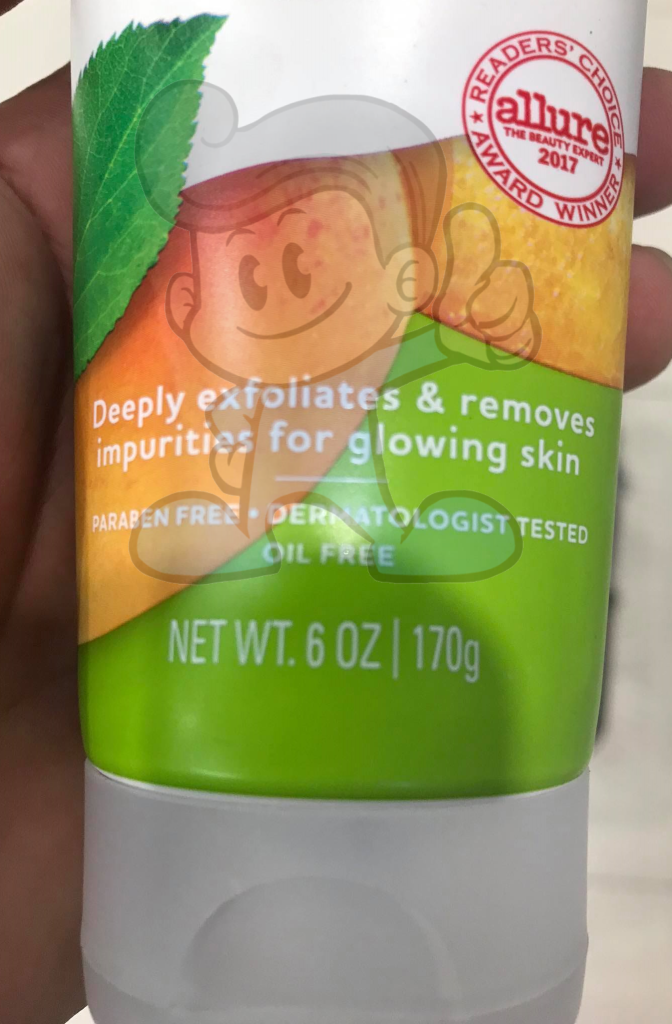 READERS' CHOICE
allure
THE BEAUTY EXPERT
2017
AWARD WINNER
Deeply exfoliates & removes
impurities for glowing skin
PARABEN FREE • DERMATOLOGIST TESTED
OIL FREE
NET WT. 6 OZ | 170g